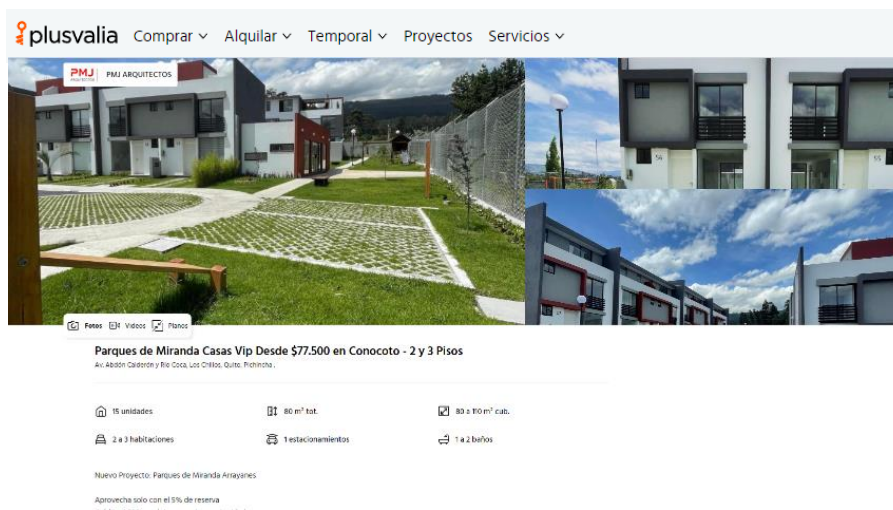 plusvalia Comprar Alquilar Temporal Proyectos Servicios
PMJ PMJ ARQUITECTOS
54
55
Fotos Videos Planos
Parques de Miranda Casas Vip Desde $77.500 en Conocoto - 2 y 3 Pisos
Av. Abdón Calderón y Rio Coca, Los Chillos, Quito, Pichincha ,
15 unidades
80 m² tot.
80 a 110 m² cub.
2 a 3 habitaciones
1 estacionamientos
1 a 2 baños
Nuevo Proyecto: Parques de Miranda Arrayanes
Aprovecha solo con el 5% de reserva